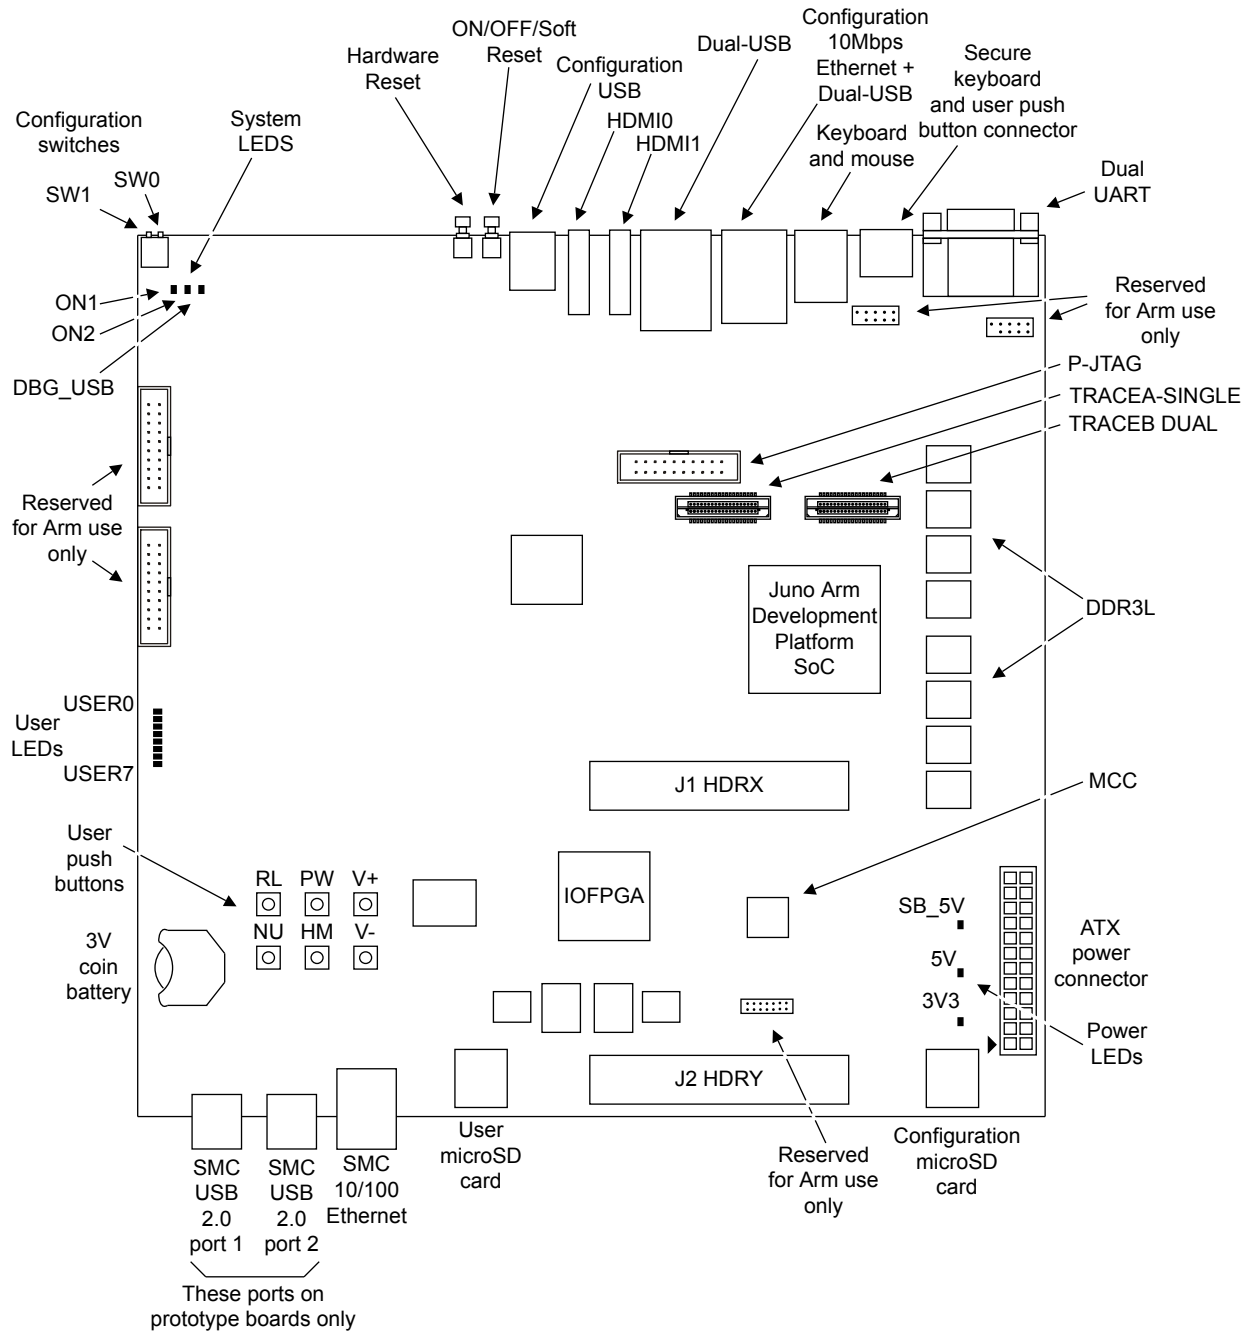 ON/OFF/Soft
Reset
Hardware
Reset
Configuration
USB
Dual-USB
Configuration
10Mbps
Ethernet +
Dual-USB
Secure
keyboard
and user push
button connector
Configuration
switches
System
LEDS
HDMI0
HDMI1
Keyboard
and mouse
SW1
SW0
Dual
UART
ON1
ON2
DBG_USB
Reserved
for Arm use
only
P-JTAG
TRACEA-SINGLE
TRACEB DUAL
Reserved
for Arm use
only
Juno Arm
Development
Platform
SoC
DDR3L
USER0
User
LEDs
USER7
J1 HDRX
MCC
User
push
buttons
RL
PW
V+
NU
HM
V-
IOFPGA
SB_5V
5V
3V3
ATX
power
connector
3V
coin
battery
Power
LEDs
J2 HDRY
SMC
USB
2.0
port 1
SMC
USB
2.0
port 2
SMC
10/100
Ethernet
User
microSD
card
Reserved
for Arm use
only
Configuration
microSD
card
These ports on
prototype boards only